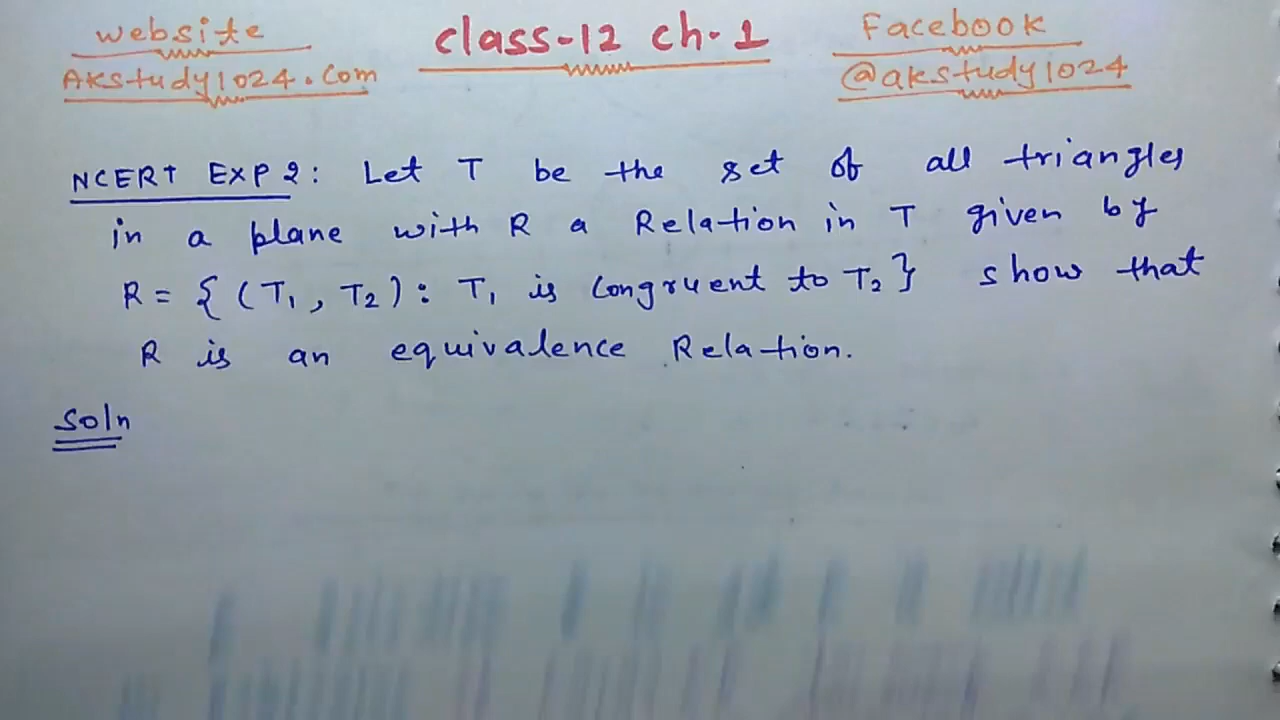 website
Akstudy1024.com
class-12 ch-1
Facebook
@akstudy1024
NCERT EXP 2: Let T be the set of all triangles
in a plane with R a Relation in T given by
R = { (T₁, T₂) : T₁ is congruent to T₂ } show that
R is an equivalence Relation.
Soln